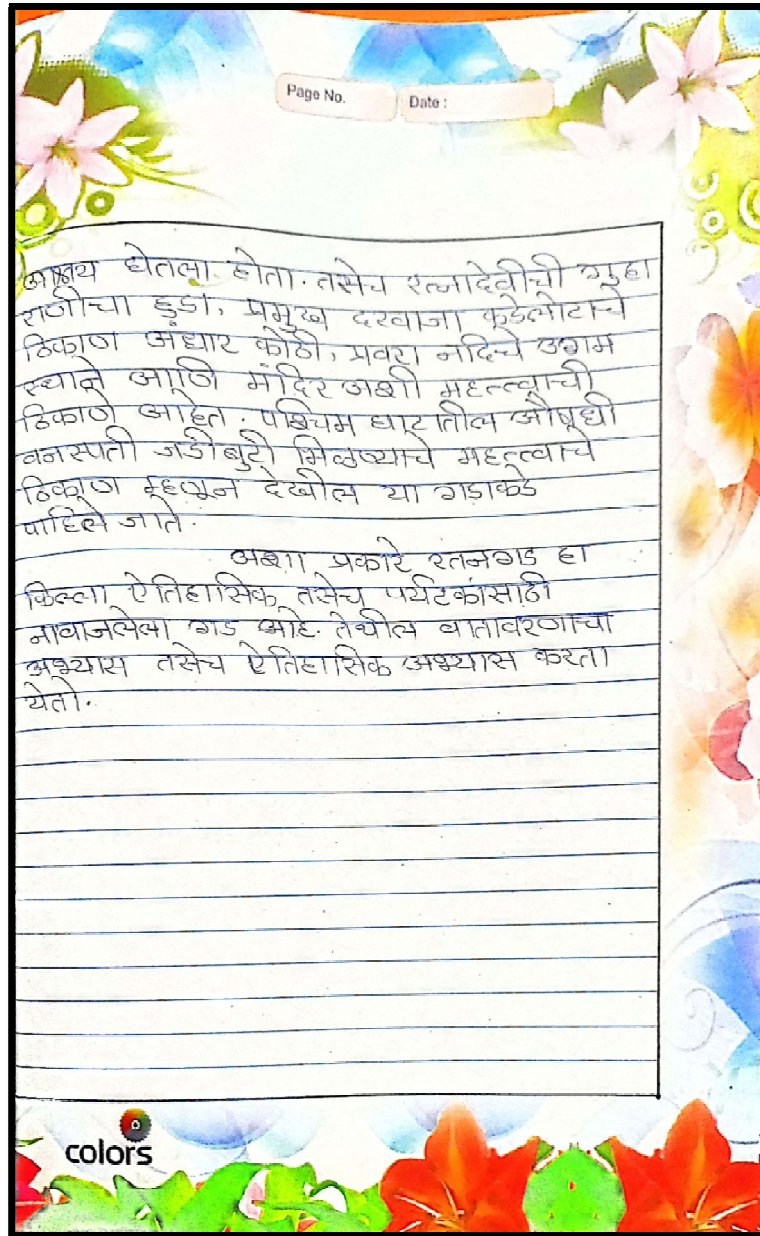 Page No.
Date :
आश्रय घेतला. होता. तसेच रत्नादेवीची गुहा
राणीचा हुडा, प्रमुख दरवाजा कडेलोटाचे
ठिकाण अंधार कोठी, प्रवरा नदिचे उगम
स्थाने आणि मंदिर अशी महत्त्वाची
ठिकाणे आहेत. पश्चिम घाटातील औषधी
वनस्पती जडीबुटी मिळण्याचे महत्त्वाचे
ठिकाण म्हणून देखील या गडाकडे
पाहिले जाते.
अशा प्रकारे रतनगड हा
किल्ला ऐतिहासिक तसेच पर्यटकांसाठी
नावाजलेला गड आहे. तेथील वातावरणाचा
अभ्यास तसेच ऐतिहासिक अभ्यास करता
येतो.
colors